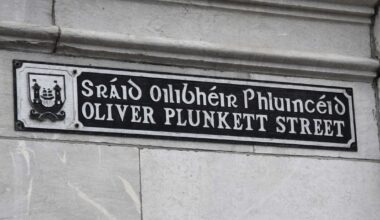 Sráid Oilibhéir Phluincéid
OLIVER PLUNKETT STREET